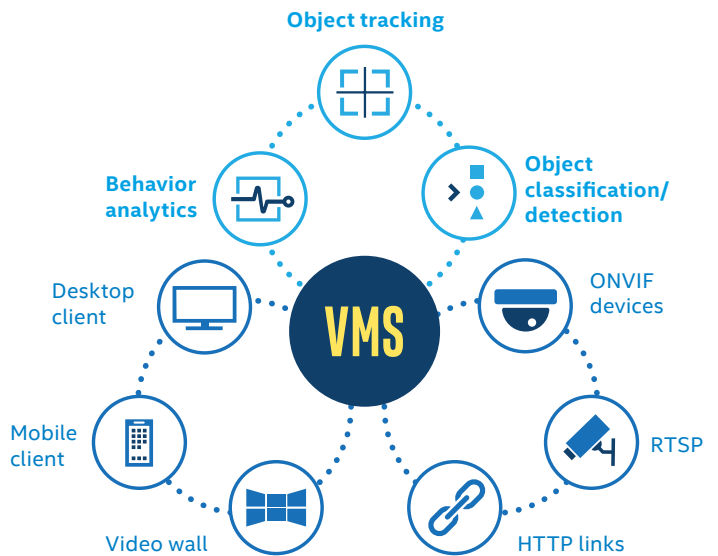 Object tracking
Behavior
analytics
Object
classification/
detection
Desktop
client
VMS
ONVIF
devices
Mobile
client
RTSP
Video wall
HTTP links